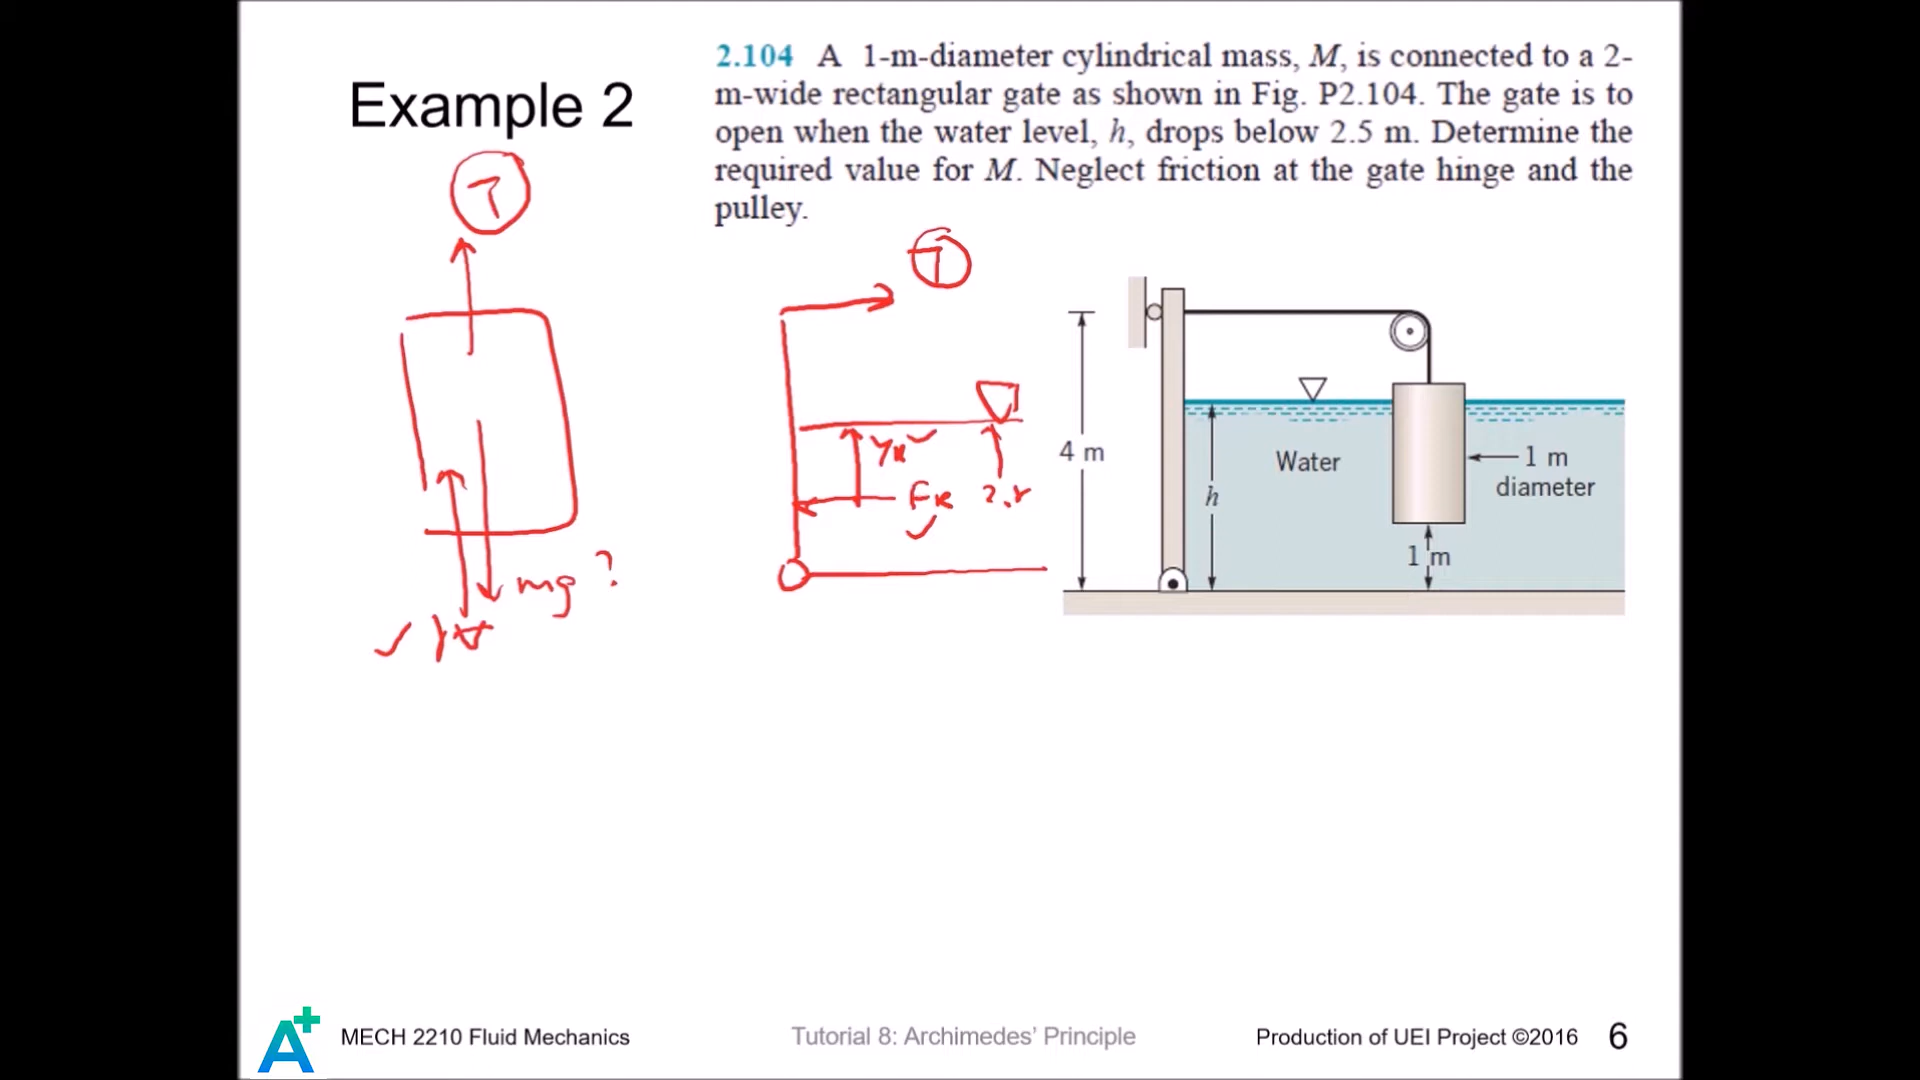 Example 2
2.104 A 1-m-diameter cylindrical mass, M, is connected to a 2-
m-wide rectangular gate as shown in Fig. P2.104. The gate is to
open when the water level, h, drops below 2.5 m. Determine the
required value for M. Neglect friction at the gate hinge and the
pulley.
T
T
4 m
Water
h
1 m
diameter
1 m
FR
mg ?
A+
MECH 2210 Fluid Mechanics
Tutorial 8: Archimedes’ Principle
Production of UEI Project ©2016
6